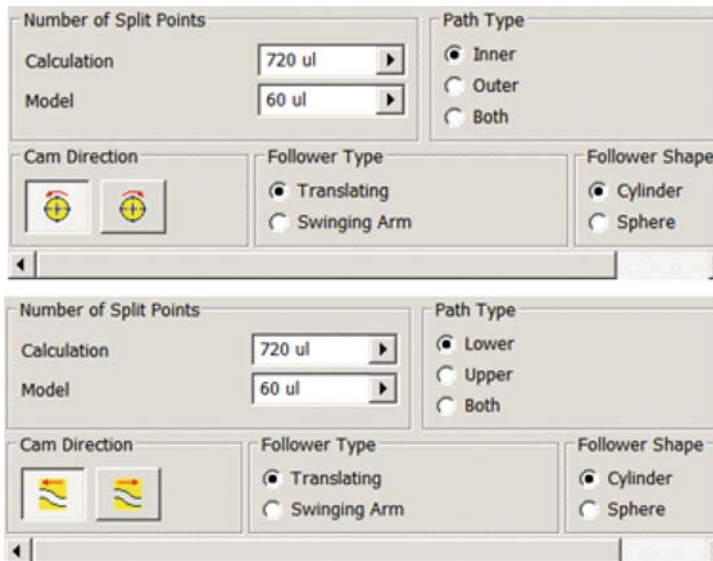 Number of Split Points
Path Type
Calculation
720 ul
Inner
Model
60 ul
Outer
Both
Cam Direction
Follower Type
Follower Shape
Translating
Cylinder
Swinging Arm
Sphere
Number of Split Points
Path Type
Calculation
720 ul
Lower
Model
60 ul
Upper
Both
Cam Direction
Follower Type
Follower Shape
Translating
Cylinder
Swinging Arm
Sphere